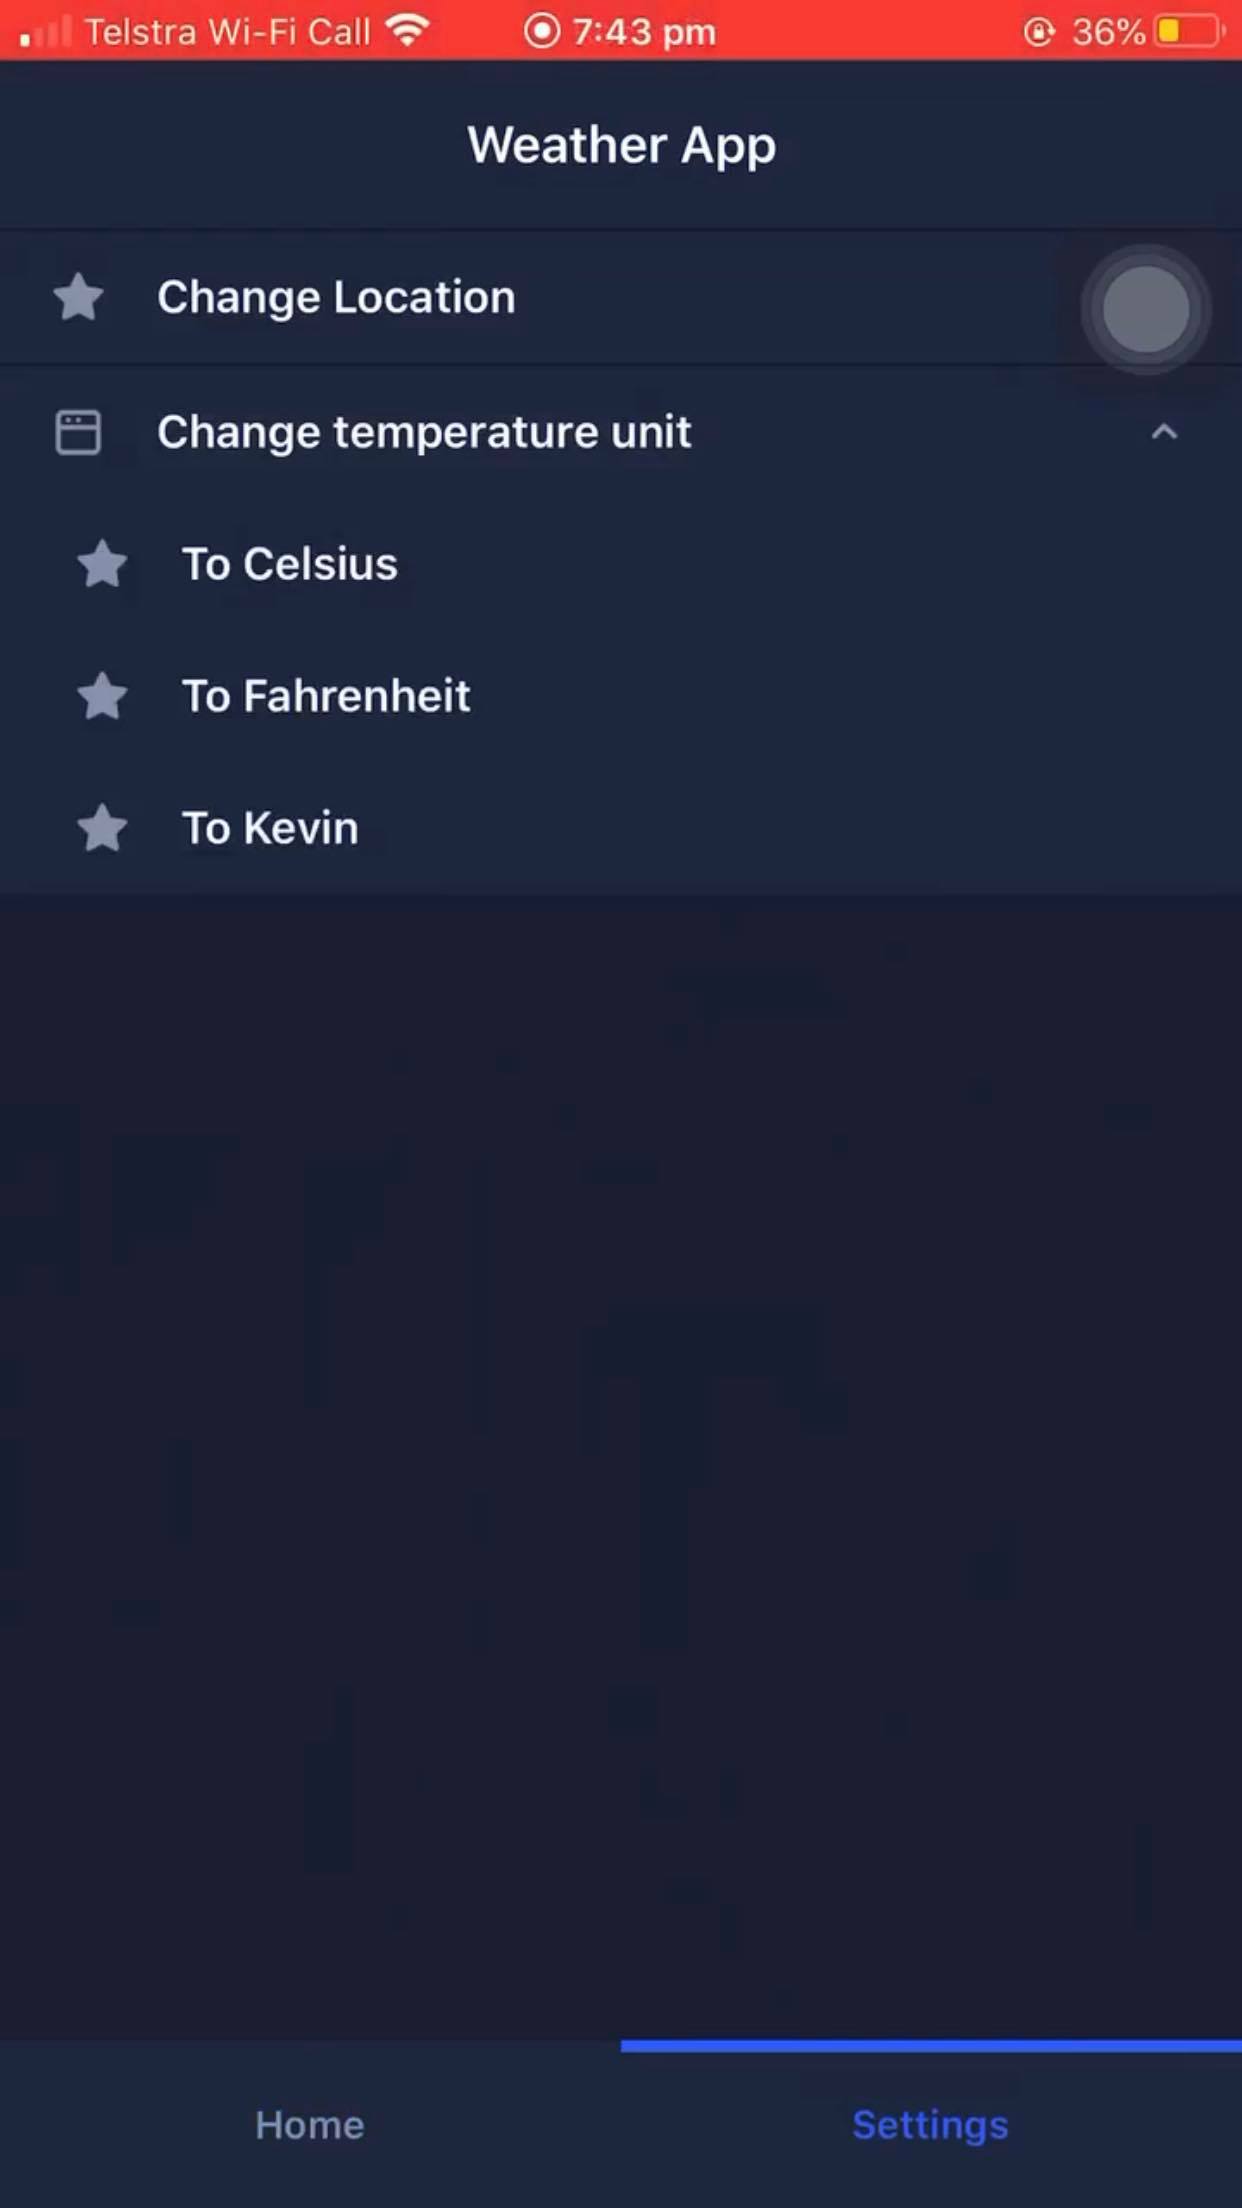 Telstra Wi-Fi Call 7:43 pm 36%
Weather App
Change Location
Change temperature unit
To Celsius
To Fahrenheit
To Kevin
Home Settings